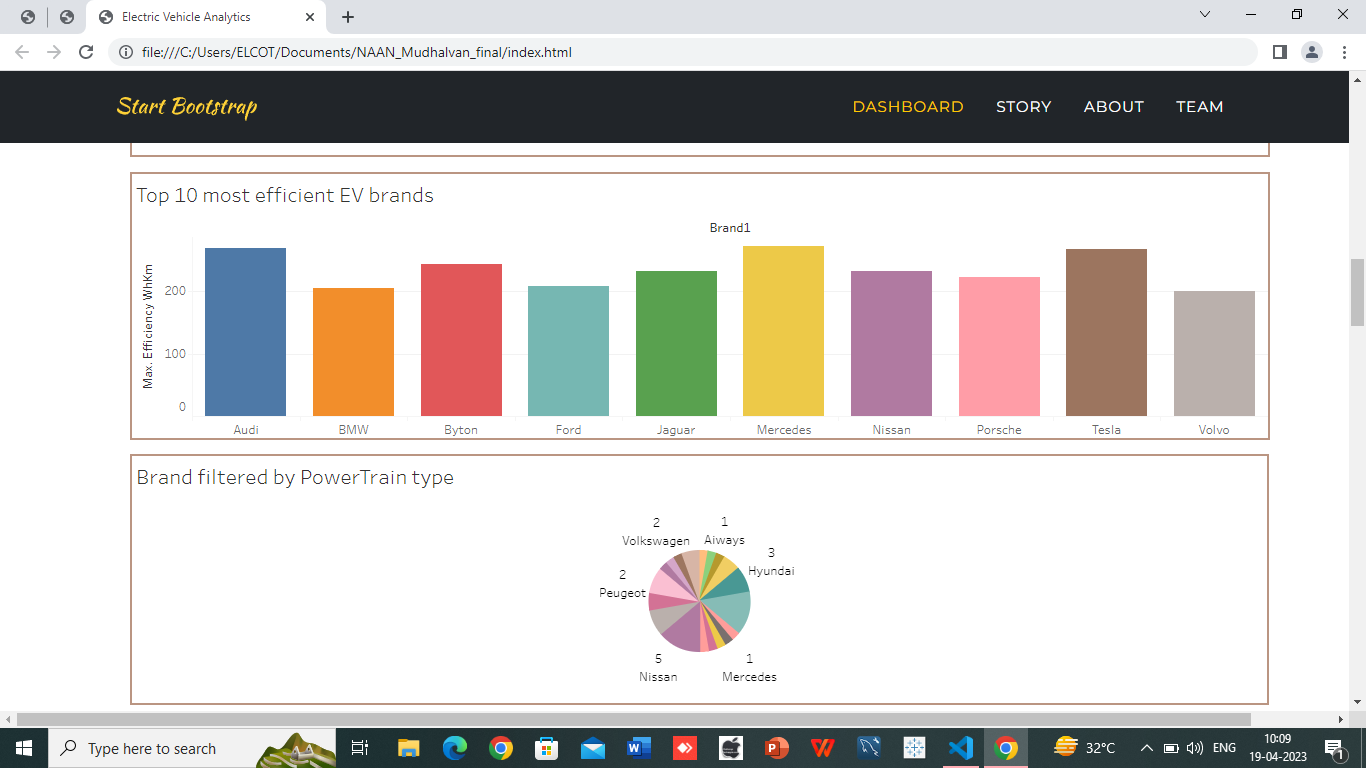 Electric Vehicle Analytics
file:///C:/Users/ELCOT/Documents/NAAN_Mudhalvan_final/index.html
Start Bootstrap
DASHBOARD STORY ABOUT TEAM
Top 10 most efficient EV brands
Brand1
Max. Efficiency WhKm
200
100
0
Audi BMW Byton Ford Jaguar Mercedes Nissan Porsche Tesla Volvo
Brand filtered by PowerTrain type
2
Volkswagen
1
Aiways
3
Hyundai
2
Peugeot
5
Nissan
1
Mercedes
Type here to search
32°C
ENG
10:09
19-04-2023
1